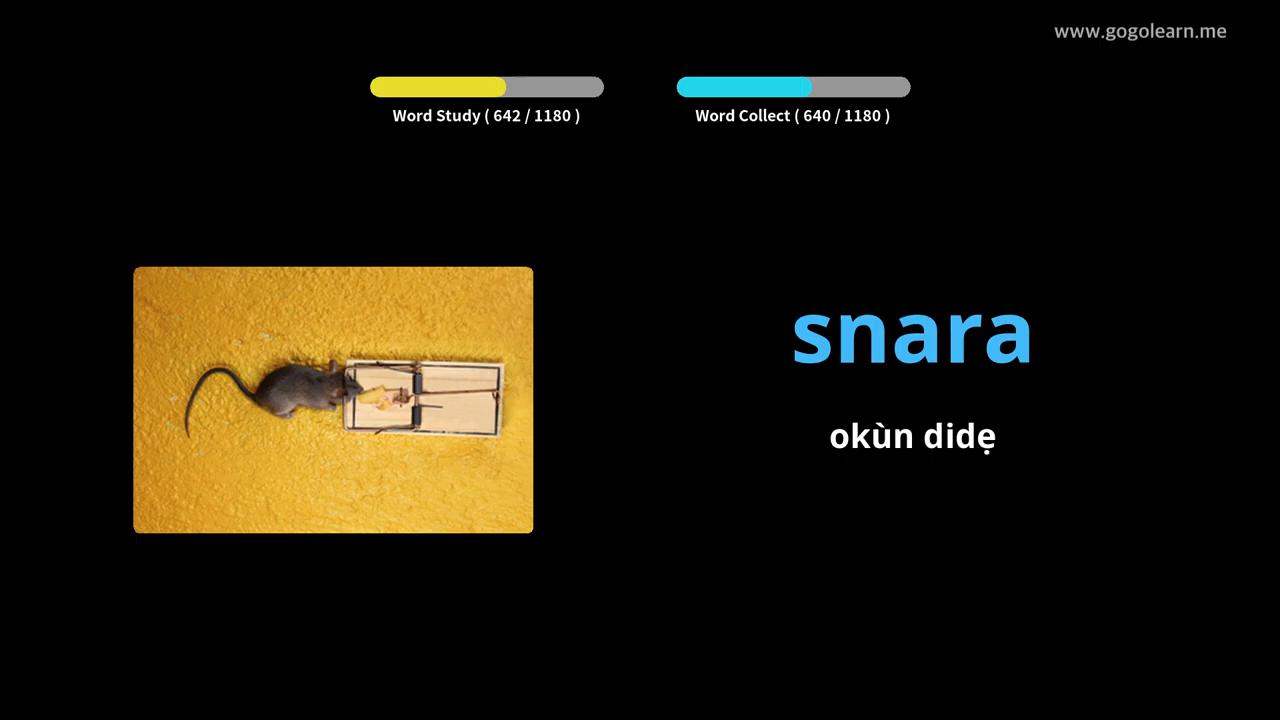 www.gogolearn.me
Word Study ( 642 / 1180 )
Word Collect ( 640 / 1180 )
snara
okùn didẹ